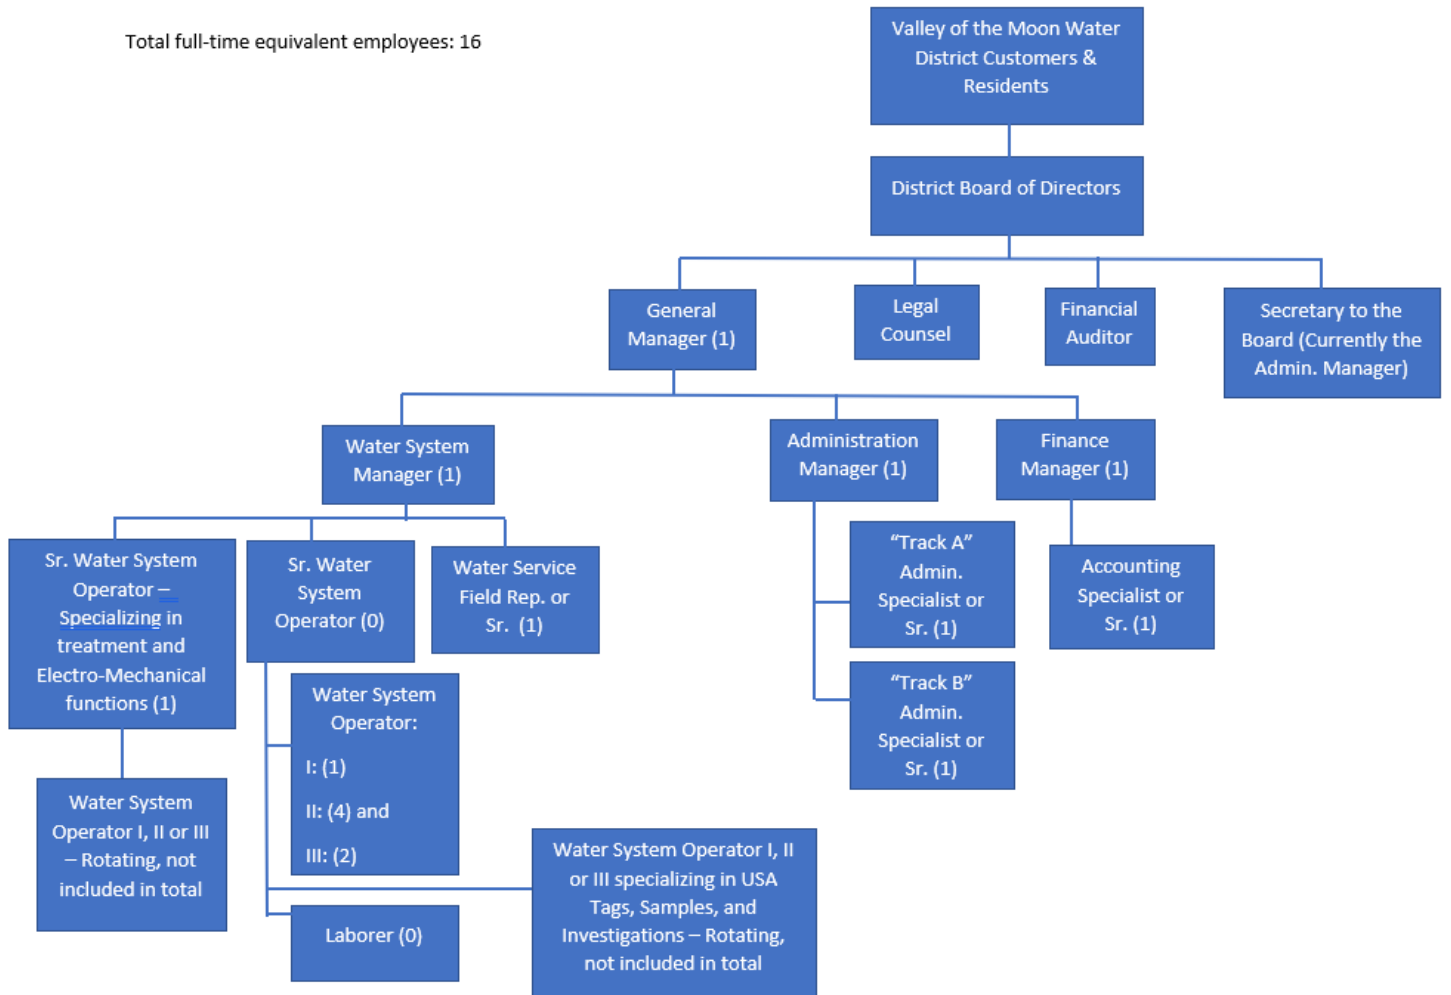 Total full-time equivalent employees: 16
Valley of the Moon Water
District Customers &
Residents
District Board of Directors
General
Manager (1)
Legal
Counsel
Financial
Auditor
Secretary to the
Board (Currently the
Admin. Manager)
Water System
Manager (1)
Administration
Manager (1)
Finance
Manager (1)
Sr. Water System
Operator –
Specializing in
treatment and
Electro-Mechanical
functions (1)
Sr. Water
System
Operator (0)
Water Service
Field Rep. or
Sr. (1)
“Track A”
Admin.
Specialist or
Sr. (1)
Accounting
Specialist or
Sr. (1)
“Track B”
Admin.
Specialist or
Sr. (1)
Water System
Operator:
I: (1)
II: (4) and
III: (2)
Water System
Operator I, II or III
– Rotating, not
included in total
Water System Operator I, II
or III specializing in USA
Tags, Samples, and
Investigations – Rotating,
not included in total
Laborer (0)